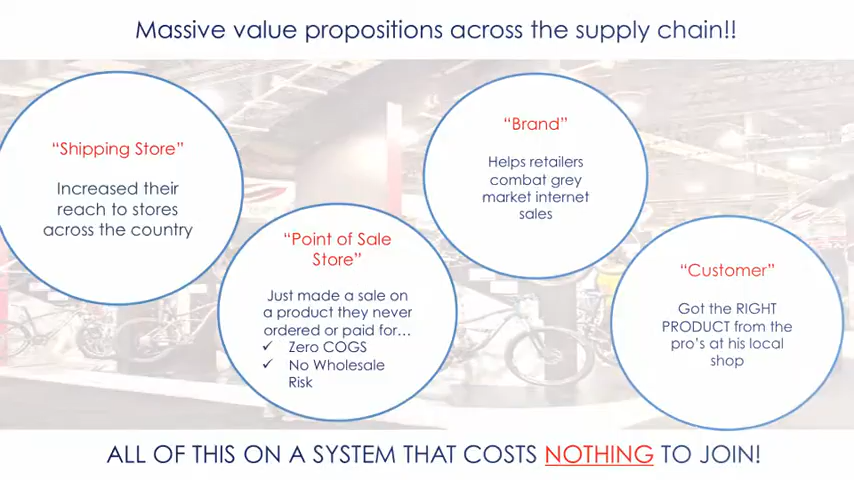 Massive value propositions across the supply chain!!
“Shipping Store”
Increased their
reach to stores
across the country
“Point of Sale
Store”
Just made a sale on
a product they never
ordered or paid for…
✓ Zero COGS
✓ No Wholesale
Risk
“Brand”
Helps retailers
combat grey
market internet
sales
“Customer”
Got the RIGHT
PRODUCT from the
pro’s at his local
shop
ALL OF THIS ON A SYSTEM THAT COSTS NOTHING TO JOIN!